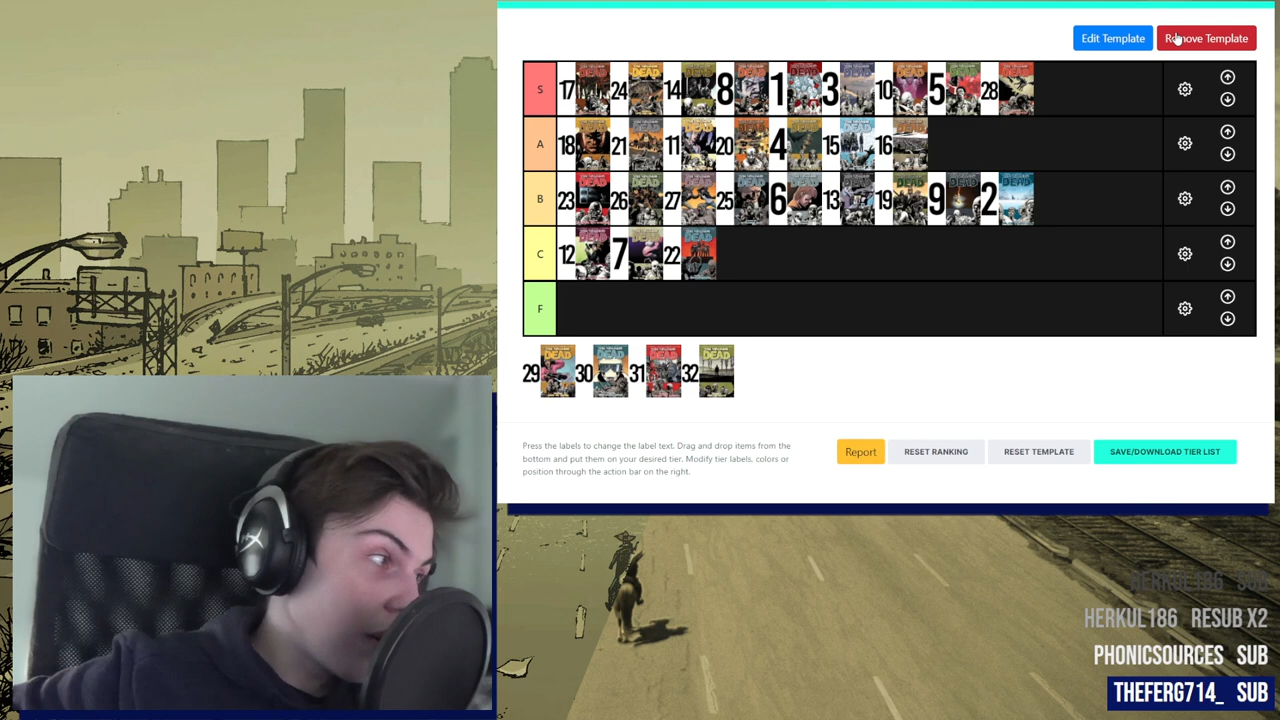 Edit Template Remove Template
S 17 24 14 8 1 3 10 5 28
A 18 21 11 20 4 15 16
B 23 26 27 25 6 13 19 9 2
C 12 7 22
F
29 30 31 32
Press the labels to change the label text. Drag and drop items from the
bottom and put them on your desired tier. Modify tier labels, colors or
position through the action bar on the right.
Report RESET RANKING RESET TEMPLATE SAVE/DOWNLOAD TIER LIST
HERKUL186 SUB
HERKUL186 RESUB X2
PHONICSOURCES SUB
THEFERG714_ SUB